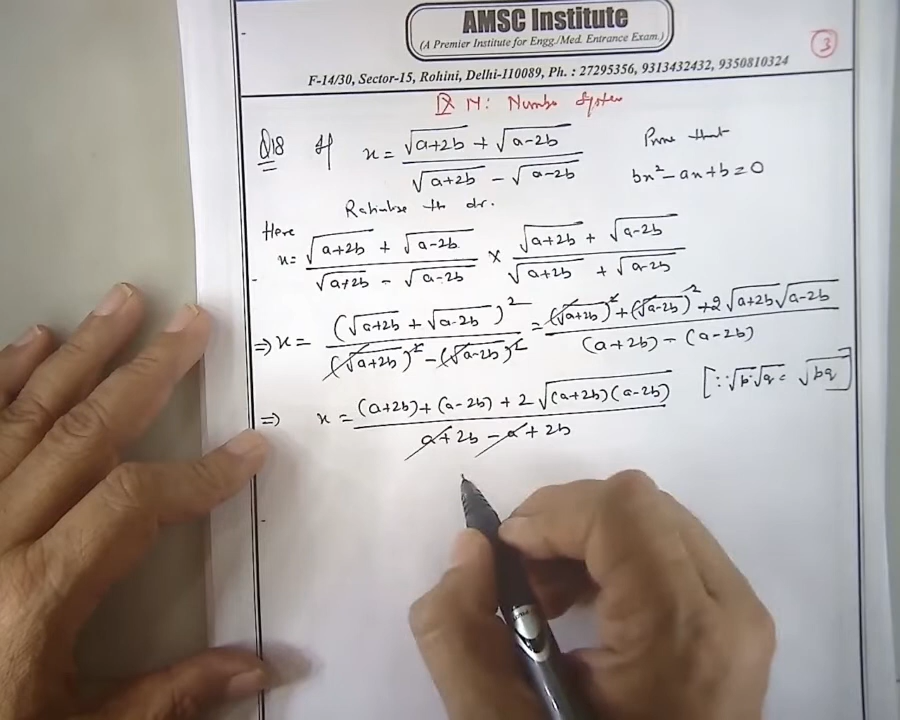 AMSC Institute
(A Premier Institute for Engg./Med. Entrance Exam.)
3
F-14/30, Sector-15, Rohini, Delhi-110089, Ph. : 27295356, 9313432432, 9350810324
IX M: Number System
Q18 If x = (√(a+2b) + √(a-2b)) / (√(a+2b) - √(a-2b)) Prove that
bx² - ax + b = 0
Rationalise the dr.
Here
x = (√(a+2b) + √(a-2b)) / (√(a+2b) - √(a-2b)) × (√(a+2b) + √(a-2b)) / (√(a+2b) + √(a-2b))
⇒ x = (√(a+2b) + √(a-2b))² / ((√(a+2b))² - (√(a-2b))²) = ((√(a+2b))² + (√(a-2b))² + 2√(a+2b)√(a-2b)) / ((a+2b) - (a-2b))
⇒ x = ((a+2b) + (a-2b) + 2√((a+2b)(a-2b))) / (a+2b - a+2b) [∵ √p·√q = √pq]